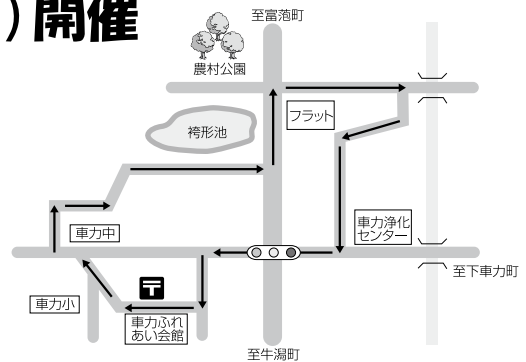 )開催
至富萢町
農村公園
フラット
袴形池
車力中
車力浄化
センター
至下車力町
車力小
〒
車力ふれ
あい会館
至牛潟町